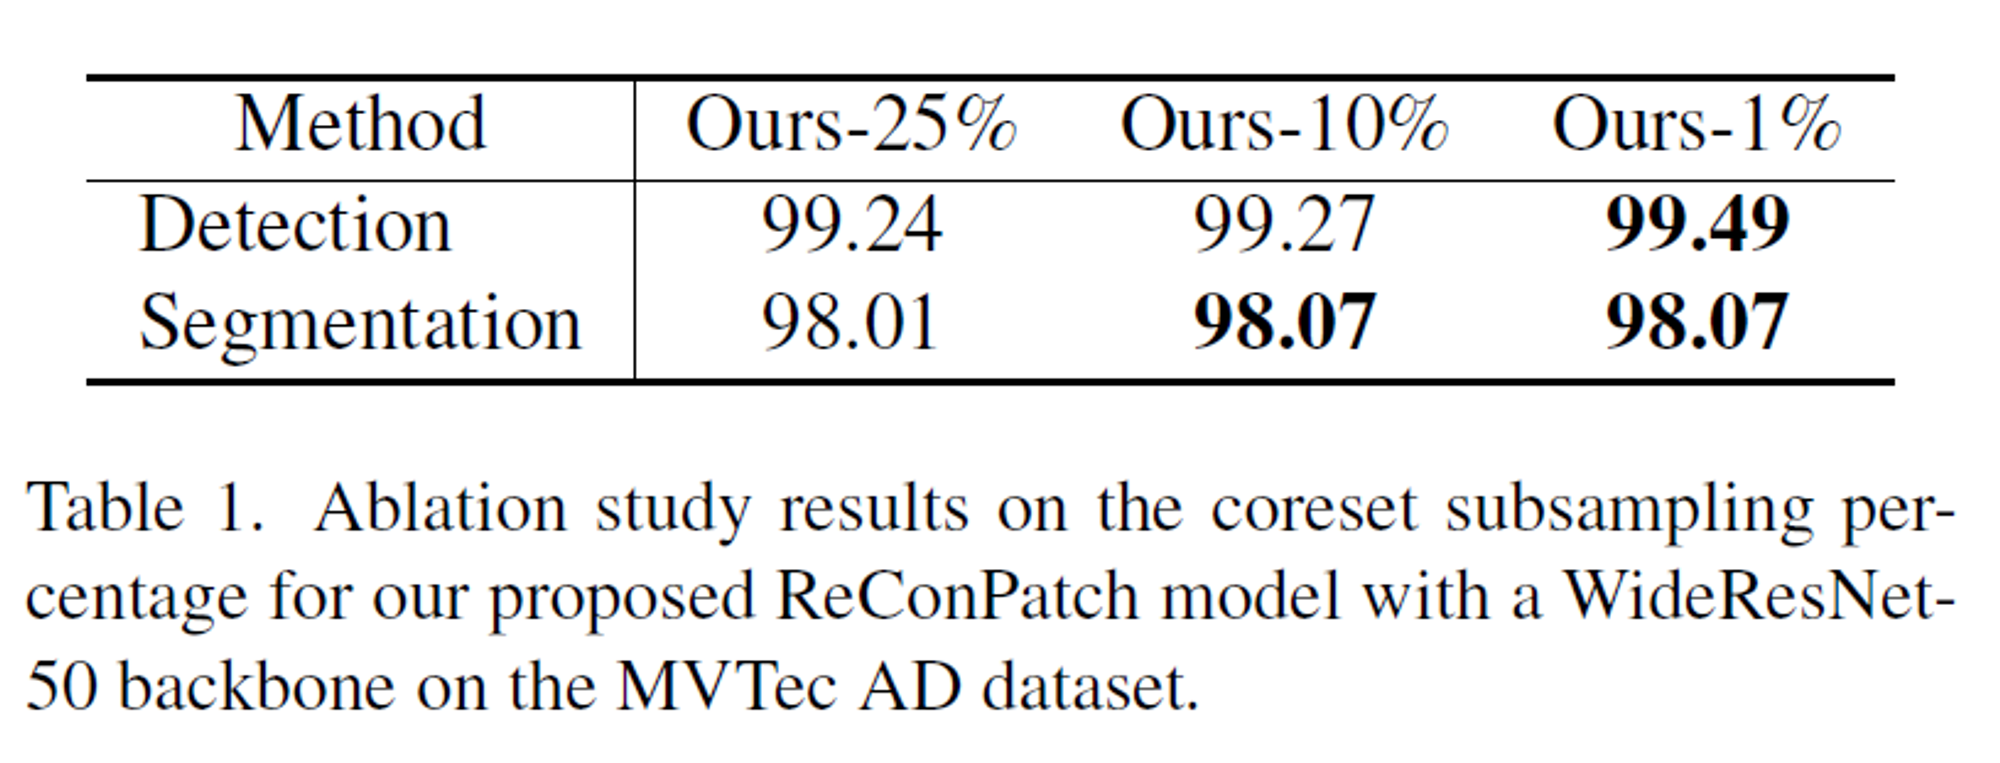 Method Ours-25% Ours-10% Ours-1%
Detection 99.24 99.27 99.49
Segmentation 98.01 98.07 98.07
Table 1. Ablation study results on the coreset subsampling per-
centage for our proposed ReConPatch model with a WideResNet-
50 backbone on the MVTec AD dataset.